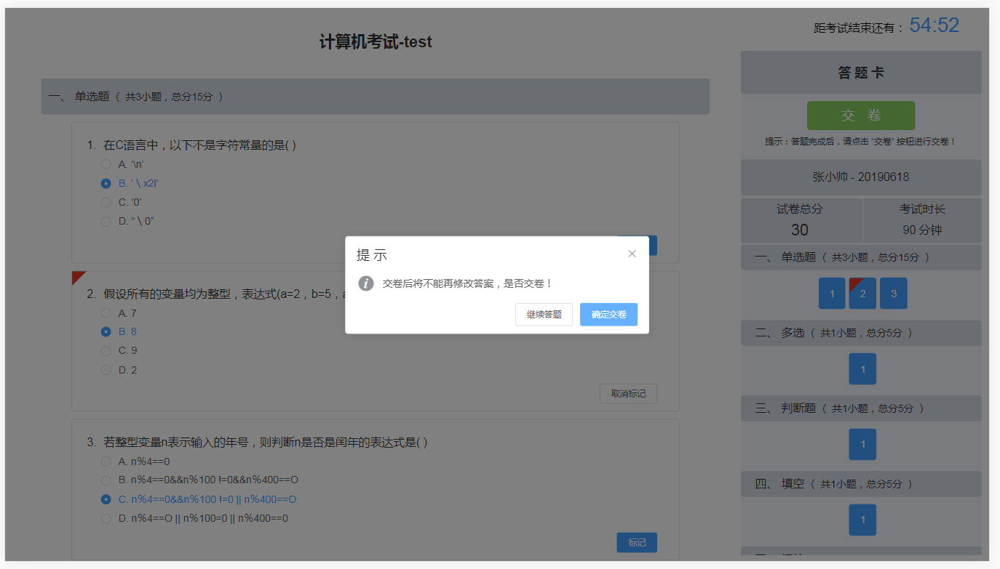 计算机考试-test
距考试结束还有： 54:52
一、 单选题（ 共3小题，总分15分 ）
1. 在C语言中，以下不是字符常量的是( )
A. '\n'
B. ‘ \ x2l’
C. ‘0’
D. “ \ 0”
2. 假设所有的变量均为整型，表达式(a=2，b=5，a
A. 7
B. 8
C. 9
D. 2
取消标记
3. 若整型变量n表示输入的年号，则判断n是否是闰年的表达式是( )
A. n%4==0
B. n%4==0&&n%100 !=0&&n%400==O
C. n%4==0&&n%100 !=0 || n%400==O
D. n%4==O || n%100=0 || n%400==0
标记
提 示
交卷后将不能再修改答案，是否交卷！
继续答题
确定交卷
答 题 卡
交 卷
提示：答题完成后，请点击 “交卷” 按钮进行交卷！
张小帅 - 20190618
试卷总分 考试时长
30 90 分钟
一、 单选题（ 共3小题，总分15分 ）
1 2 3
二、 多选（ 共1小题，总分5分 ）
1
三、 判断题（ 共1小题，总分5分 ）
1
四、 填空（ 共1小题，总分5分 ）
1